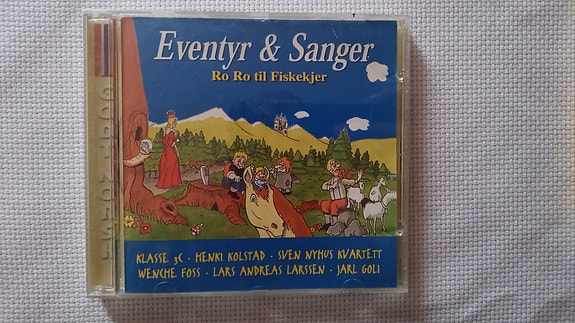 Eventyr & Sanger
Ro Ro til Fiskekjer
KLASSE 3C · HENKI KOLSTAD · SVEN NYHUS KVARTETT
WENCHE FOSS · LARS ANDREAS LARSSEN · JARL GOLI
NORSK